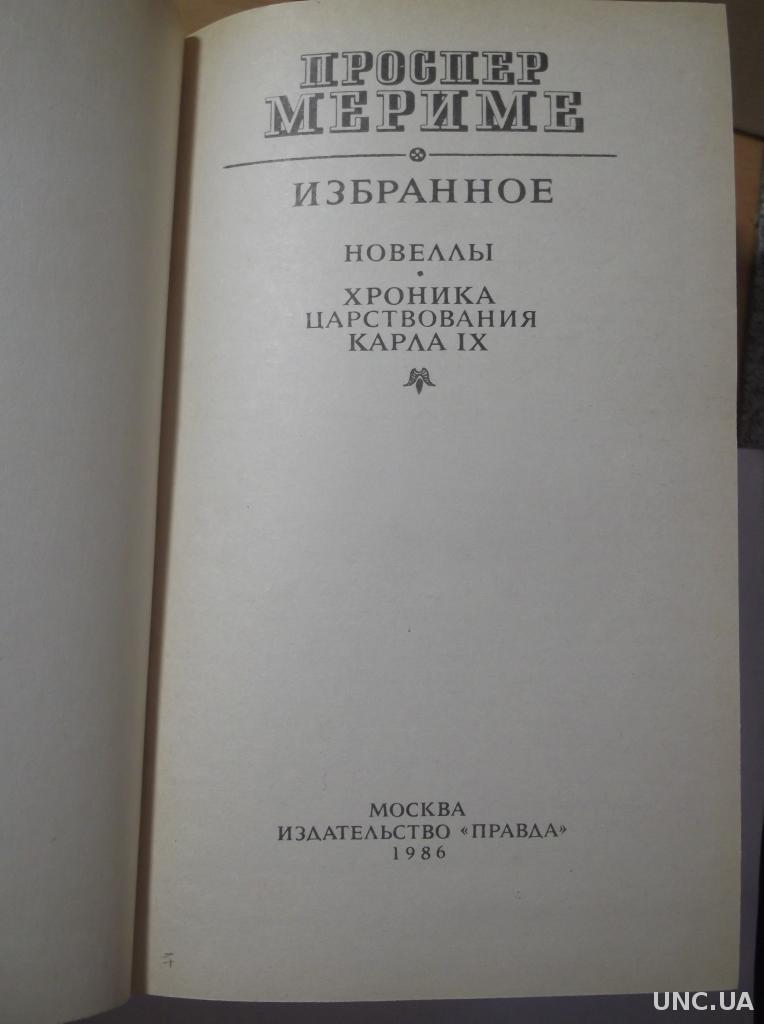 ПРОСПЕР
МЕРИМЕ
ИЗБРАННОЕ
НОВЕЛЛЫ
•
ХРОНИКА
ЦАРСТВОВАНИЯ
КАРЛА IX
МОСКВА
ИЗДАТЕЛЬСТВО «ПРАВДА»
1986
UNC.UA